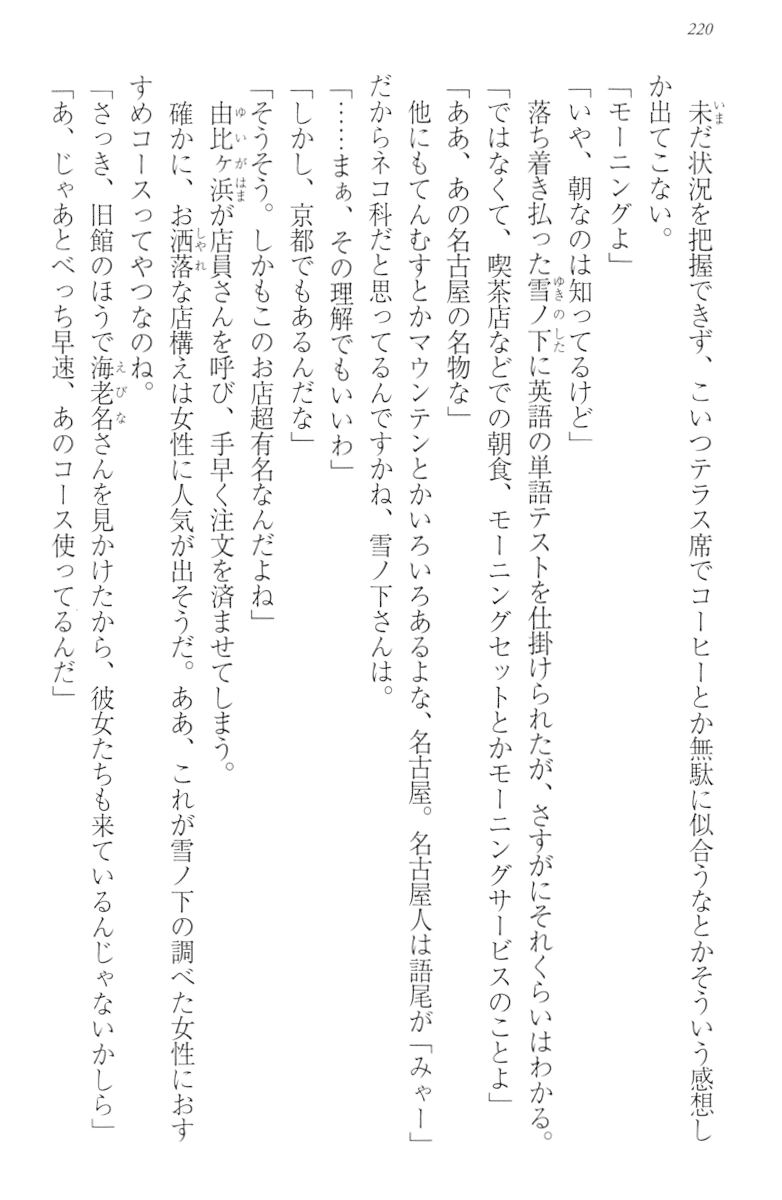 220
未だ状況を把握できず、こいつテラス席でコーヒーとか無駄に似合うなとかそういう感想し
か出てこない。
「モーニングよ」
「いや、朝なのは知ってるけど」
落ち着き払った雪ノ下に英語の単語テストを仕掛けられたが、さすがにそれくらいはわかる。
「ではなくて、喫茶店などでの朝食、モーニングセットとかモーニングサービスのことよ」
「ああ、あの名古屋の名物な」
他にもてんむすとかマウンテンとかいろいろあるよな、名古屋。名古屋人は語尾が「みゃー」
だからネコ科だと思ってるんですかね、雪ノ下さんは。
「……まぁ、その理解でもいいわ」
「しかし、京都でもあるんだな」
「そうそう。しかもこのお店超有名なんだよね」
由比ヶ浜が店員さんを呼び、手早く注文を済ませてしまう。
確かに、お洒落な店構えは女性に人気が出そうだ。ああ、これが雪ノ下の調べた女性におす
すめコースってやつなのね。
「さっき、旧館のほうで海老名さんを見かけたから、彼女たちも来ているんじゃないかしら」
「あ、じゃあとべっち早速、あのコース使ってるんだ」